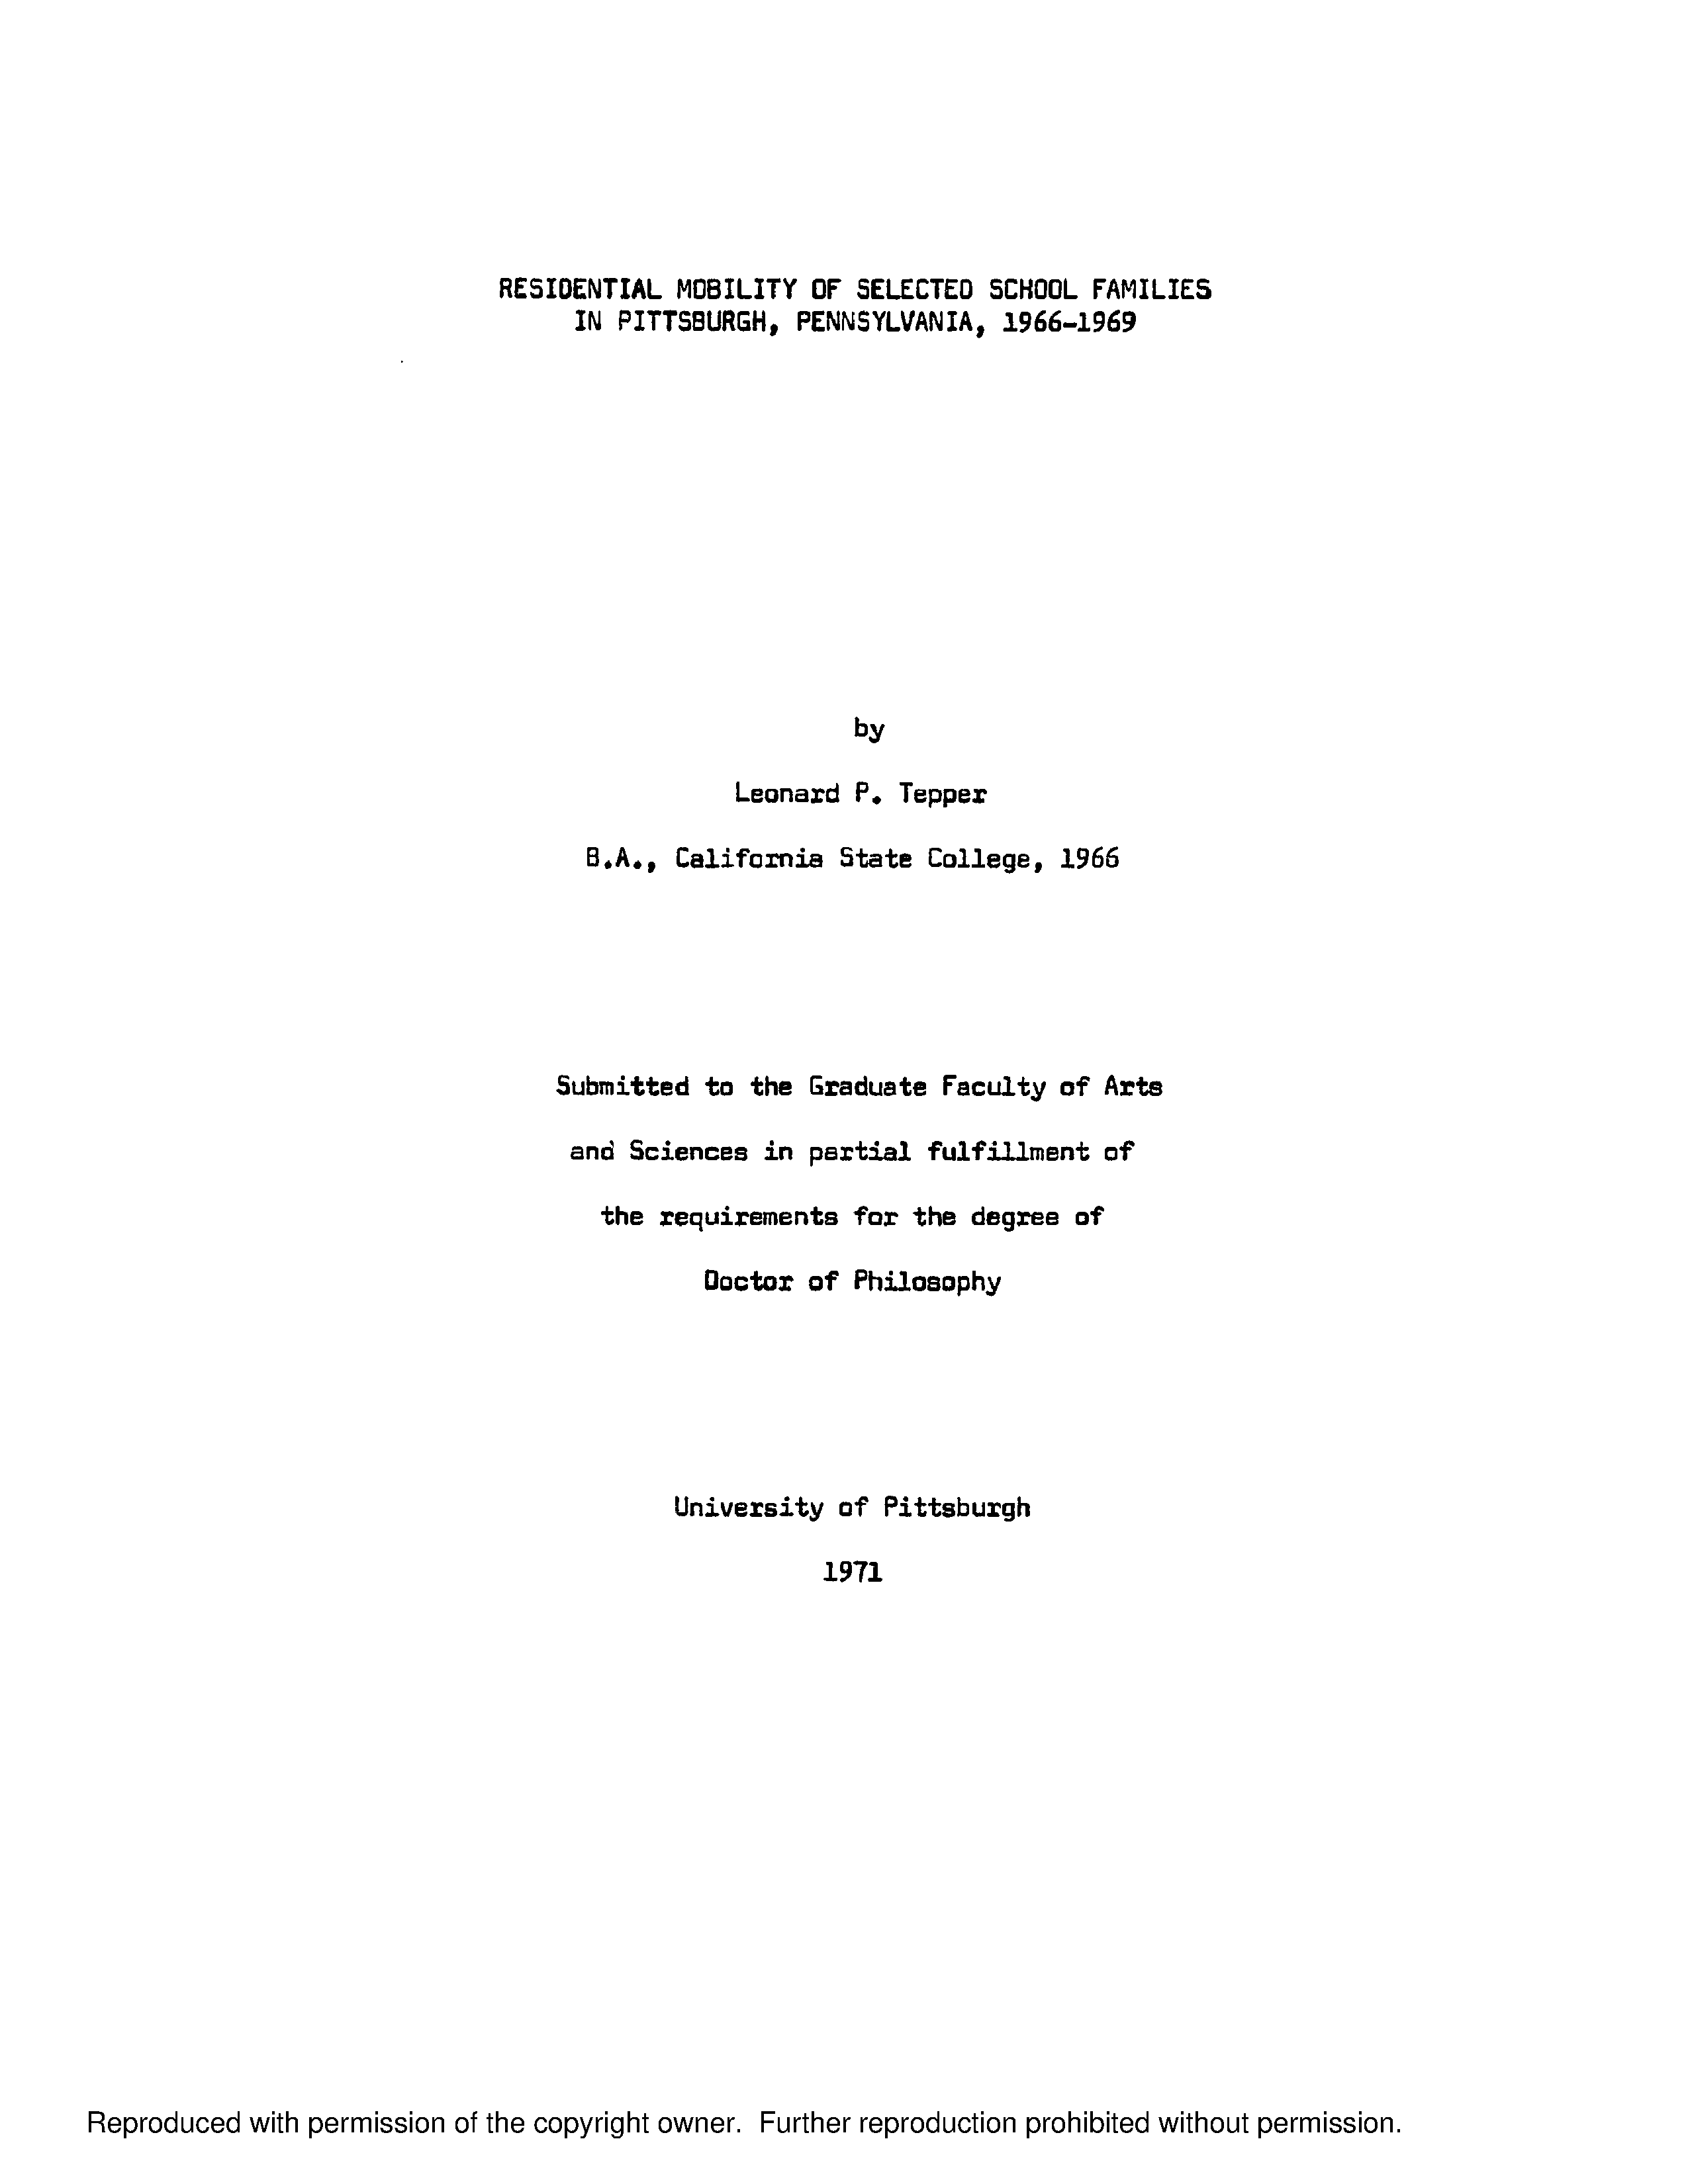 RESIDENTIAL MOBILITY OF SELECTED SCHOOL FAMILIES
IN PITTSBURGH, PENNSYLVANIA, 1966-1969
by
Leonard P. Tepper
B.A., California State College, 1966
Submitted to the Graduate Faculty of Arts
and Sciences in partial fulfillment of
the requirements for the degree of
Doctor of Philosophy
University of Pittsburgh
1971
Reproduced with permission of the copyright owner. Further reproduction prohibited without permission.